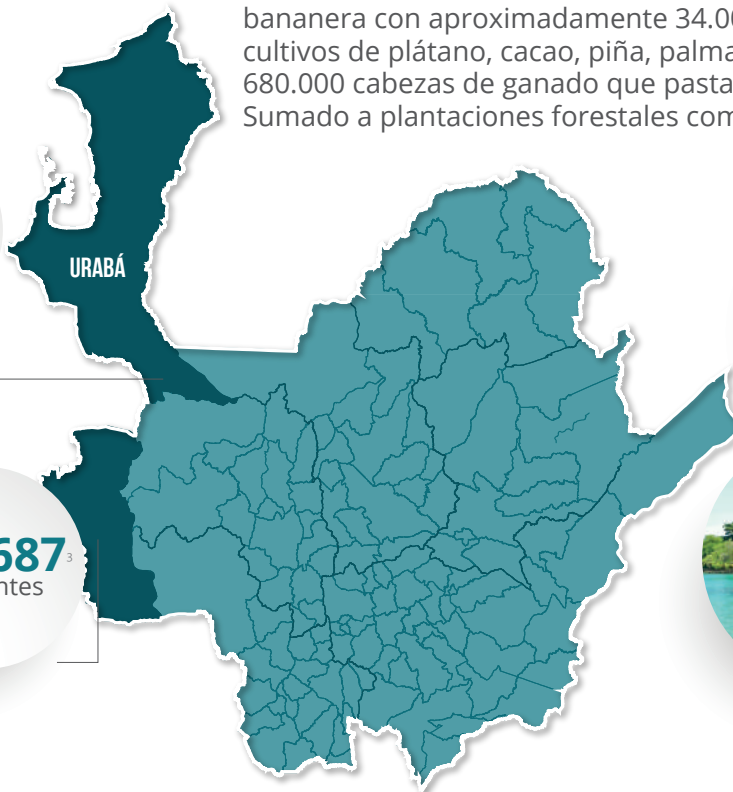 bananera con aproximadamente 34.00
cultivos de plátano, cacao, piña, palma
680.000 cabezas de ganado que pasta
Sumado a plantaciones forestales com
URABÁ
687 3
ntes